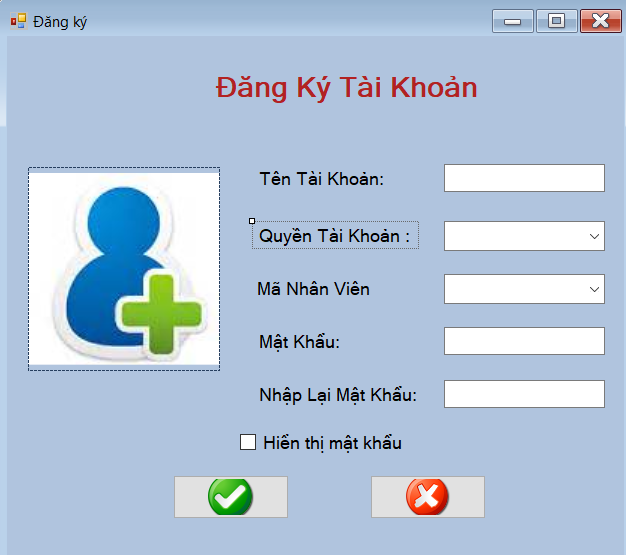 Đăng ký
Đăng Ký Tài Khoản
Tên Tài Khoản:
Quyền Tài Khoản :
Mã Nhân Viên
Mật Khẩu:
Nhập Lại Mật Khẩu:
Hiển thị mật khẩu